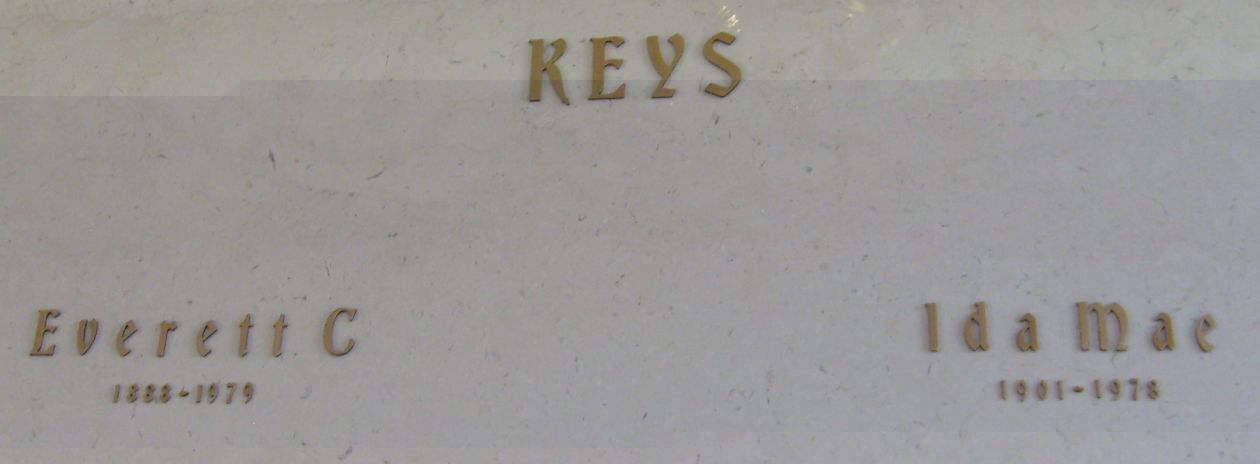 KEYS
Everett C
1888-1979
Ida Mae
1901-1978